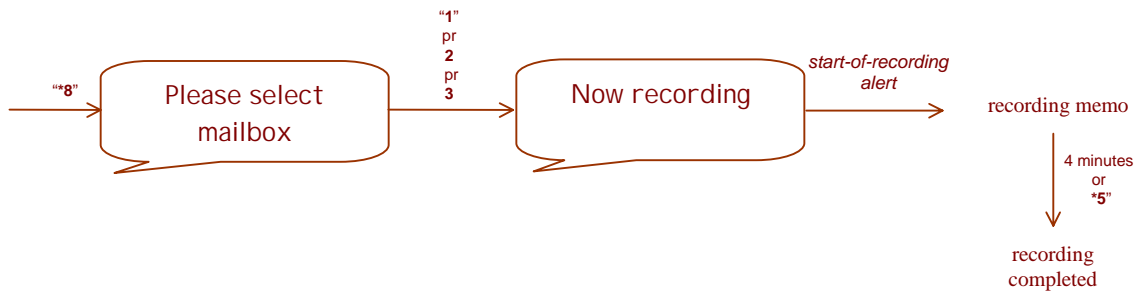 “*8”
Please select
mailbox
“1”
pr
2
pr
3
Now recording
start-of-recording
alert
recording memo
4 minutes
or
*5”
recording
completed